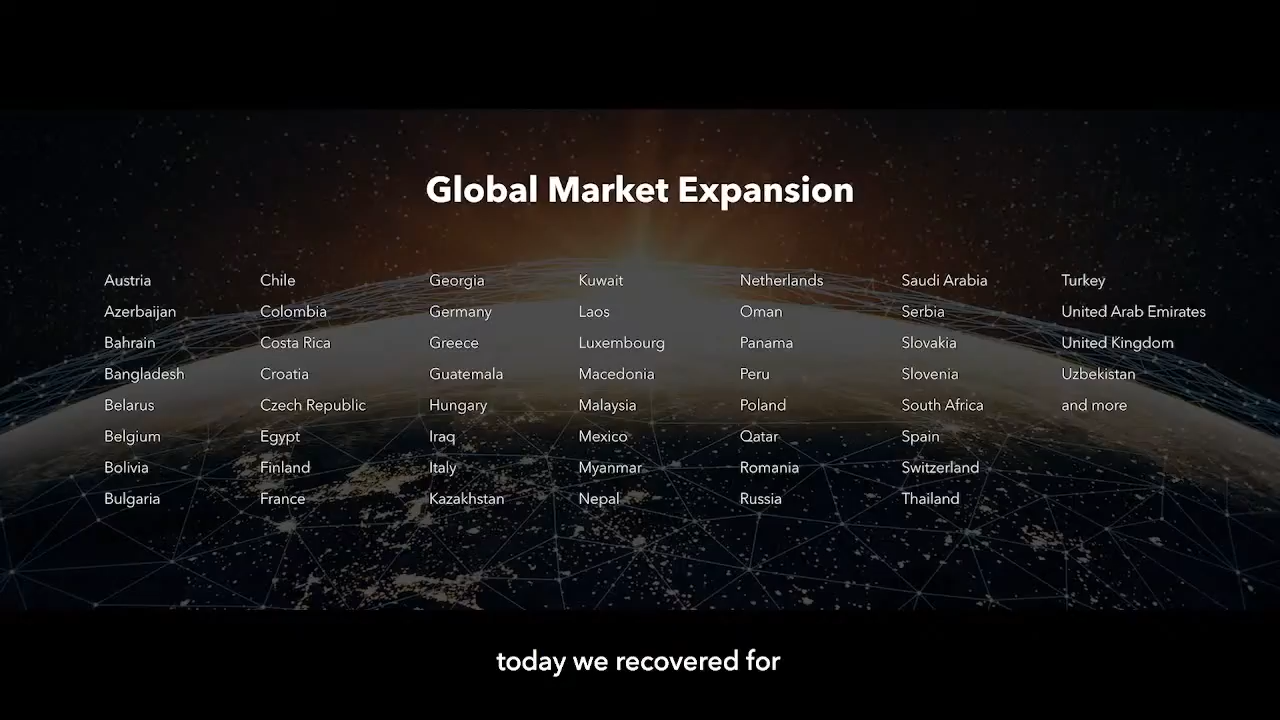 Global Market Expansion
Austria
Azerbaijan
Bahrain
Bangladesh
Belarus
Belgium
Bolivia
Bulgaria
Chile
Colombia
Costa Rica
Croatia
Czech Republic
Egypt
Finland
France
Georgia
Germany
Greece
Guatemala
Hungary
Iraq
Italy
Kazakhstan
Kuwait
Laos
Luxembourg
Macedonia
Malaysia
Mexico
Myanmar
Nepal
Netherlands
Oman
Panama
Peru
Poland
Qatar
Romania
Russia
Saudi Arabia
Serbia
Slovakia
Slovenia
South Africa
Spain
Switzerland
Thailand
Turkey
United Arab Emirates
United Kingdom
Uzbekistan
and more
today we recovered for